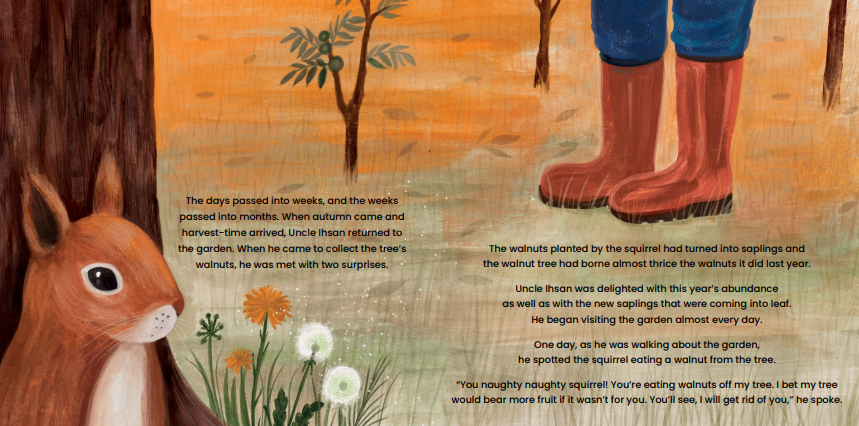 The days passed into weeks, and the weeks
passed into months. When autumn came and
harvest-time arrived, Uncle Ihsan returned to
the garden. When he came to collect the tree's
walnuts, he was met with two surprises.
The walnuts planted by the squirrel had turned into saplings and
the walnut tree had borne almost thrice the walnuts it did last year.
Uncle Ihsan was delighted with this year's abundance
as well as with the new saplings that were coming into leaf.
He began visiting the garden almost every day.
One day, as he was walking about the garden,
he spotted the squirrel eating a walnut from the tree.
"You naughty naughty squirrel! You're eating walnuts off my tree. I bet my tree
would bear more fruit if it wasn't for you. You'll see, I will get rid of you," he spoke.